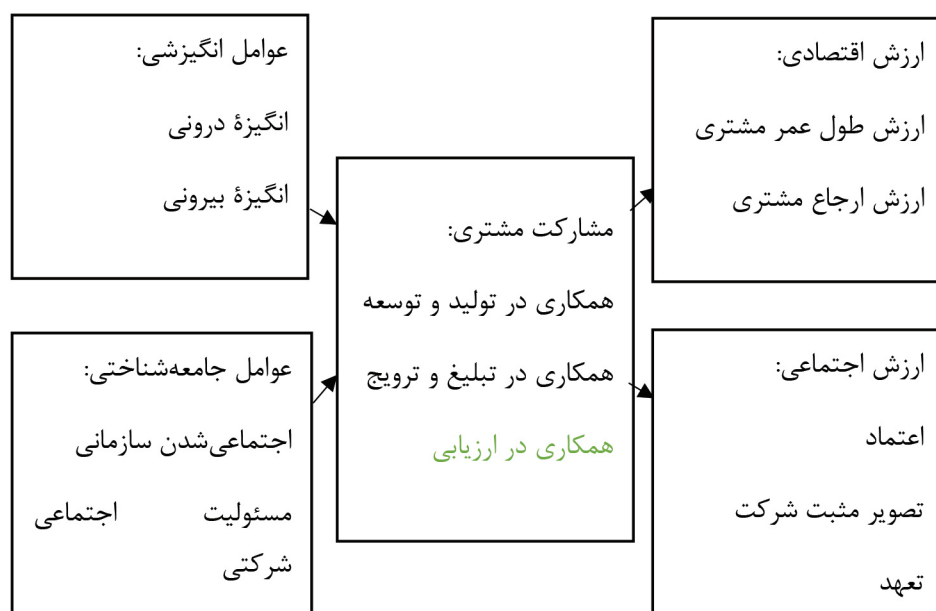 عوامل انگیزشی:
انگیزۀ درونی
انگیزۀ بیرونی
عوامل جامعه‌شناختی:
اجتماعی‌شدن سازمانی
مسئولیت اجتماعی
شرکتی
مشارکت مشتری:
همکاری در تولید و توسعه
همکاری در تبلیغ و ترویج
همکاری در ارزیابی
ارزش اقتصادی:
ارزش طول عمر مشتری
ارزش ارجاع مشتری
ارزش اجتماعی:
اعتماد
تصویر مثبت شرکت
تعهد